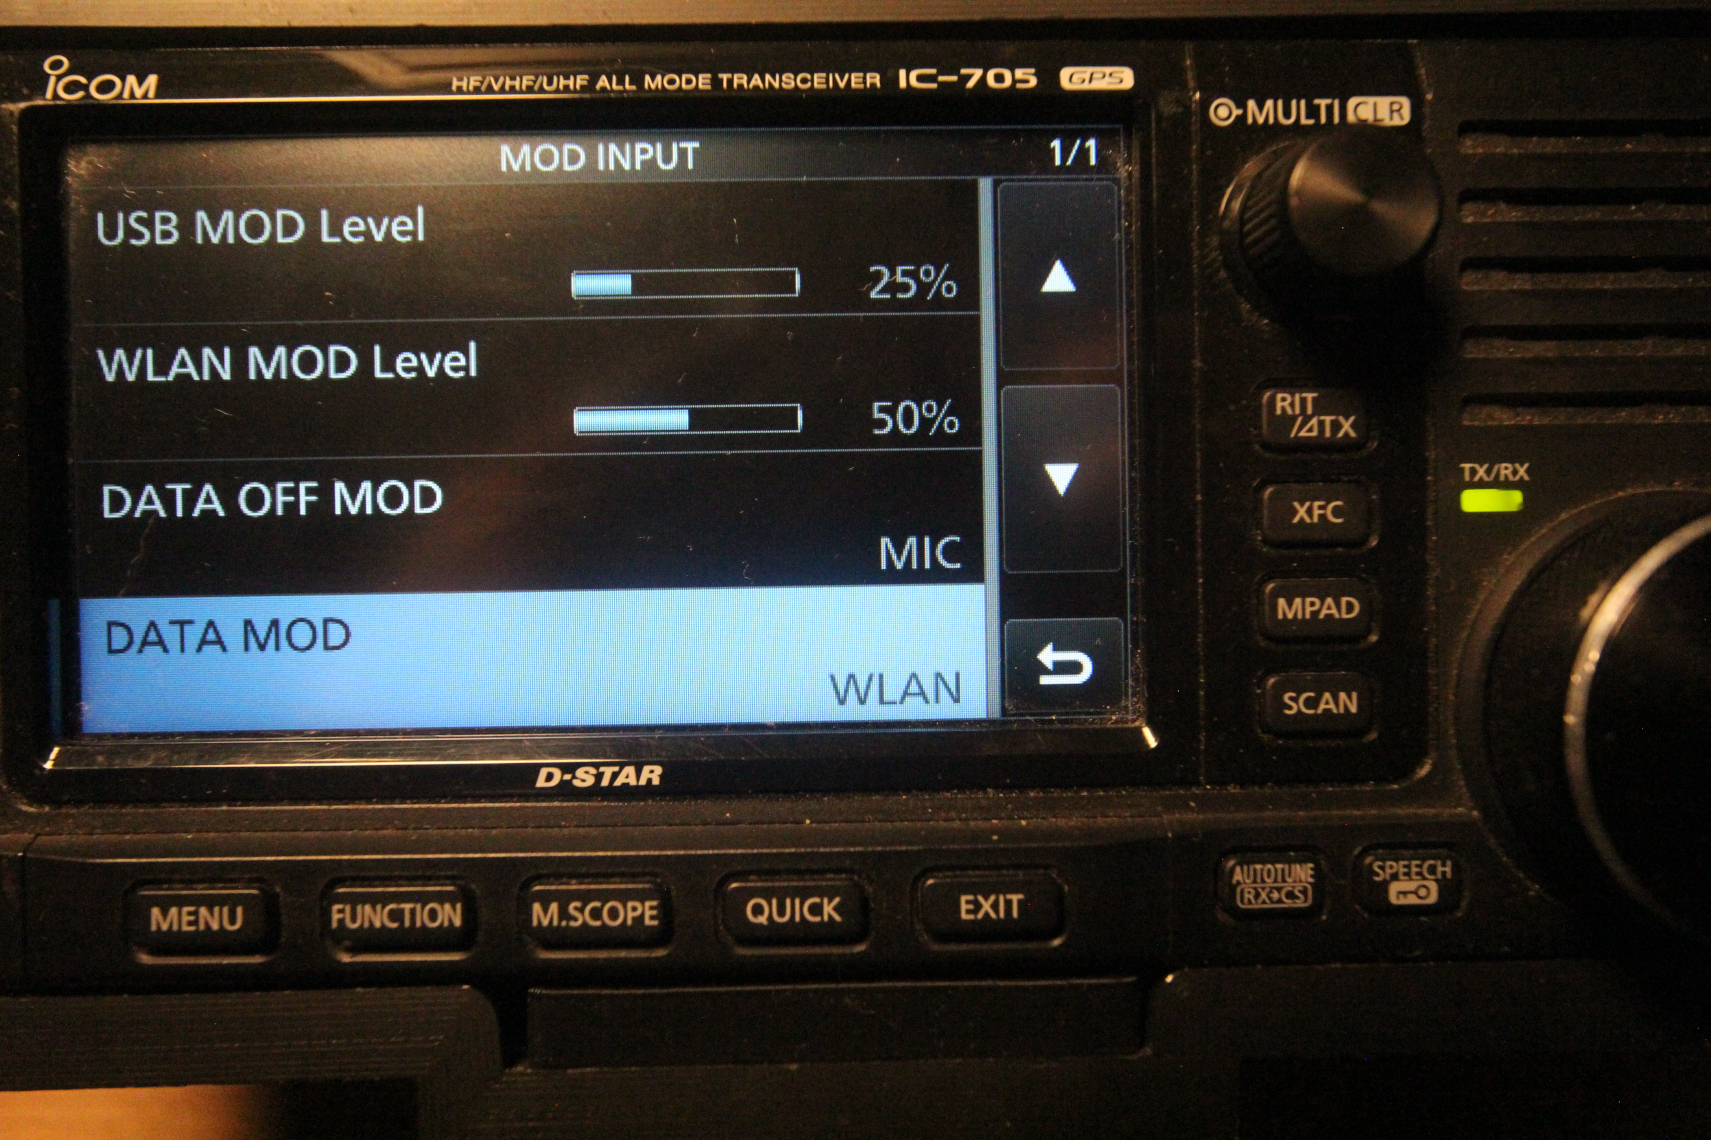 ICOM
HF/VHF/UHF ALL MODE TRANSCEIVER IC-705 GPS
MULTI CLR
MOD INPUT 1/1
USB MOD Level
25%
WLAN MOD Level
50%
DATA OFF MOD
MIC
DATA MOD
WLAN
RIT
/⊿TX
TX/RX
XFC
MPAD
SCAN
D-STAR
MENU FUNCTION M.SCOPE QUICK EXIT
AUTOTUNE
RX→CS
SPEECH